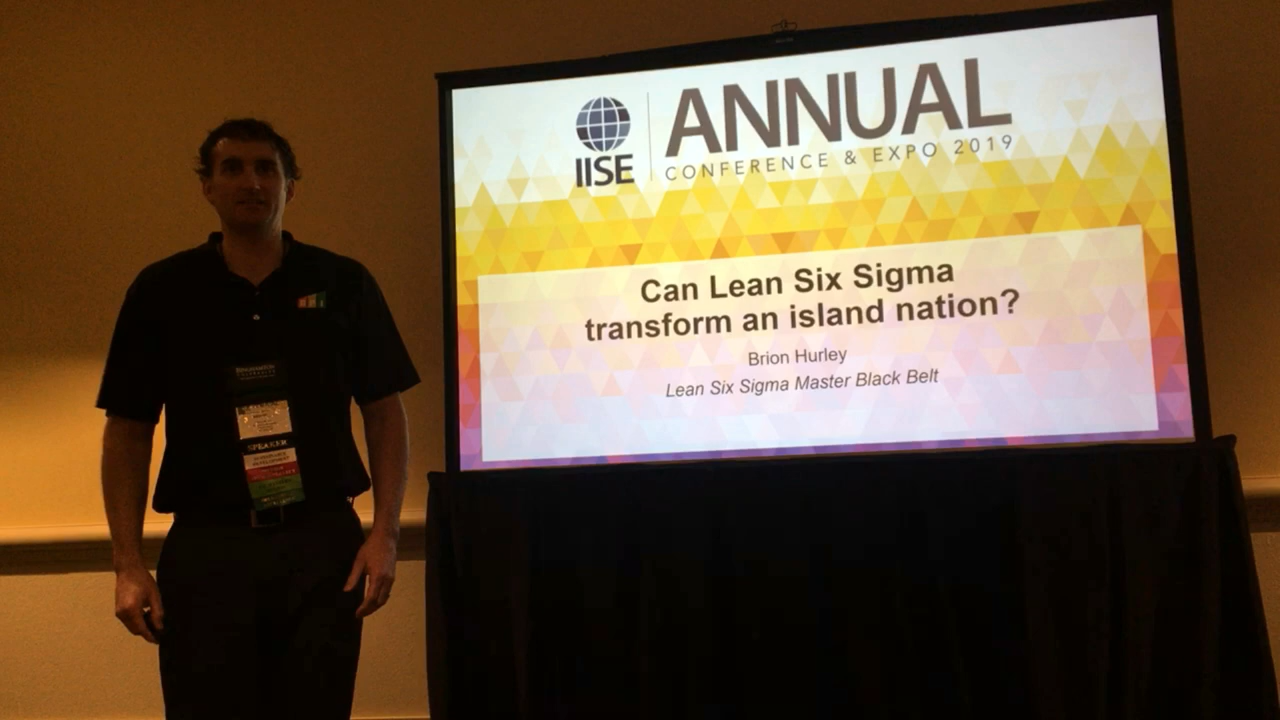 IISE
ANNUAL
CONFERENCE & EXPO 2019
Can Lean Six Sigma
transform an island nation?
Brion Hurley
Lean Six Sigma Master Black Belt
SPEAKER